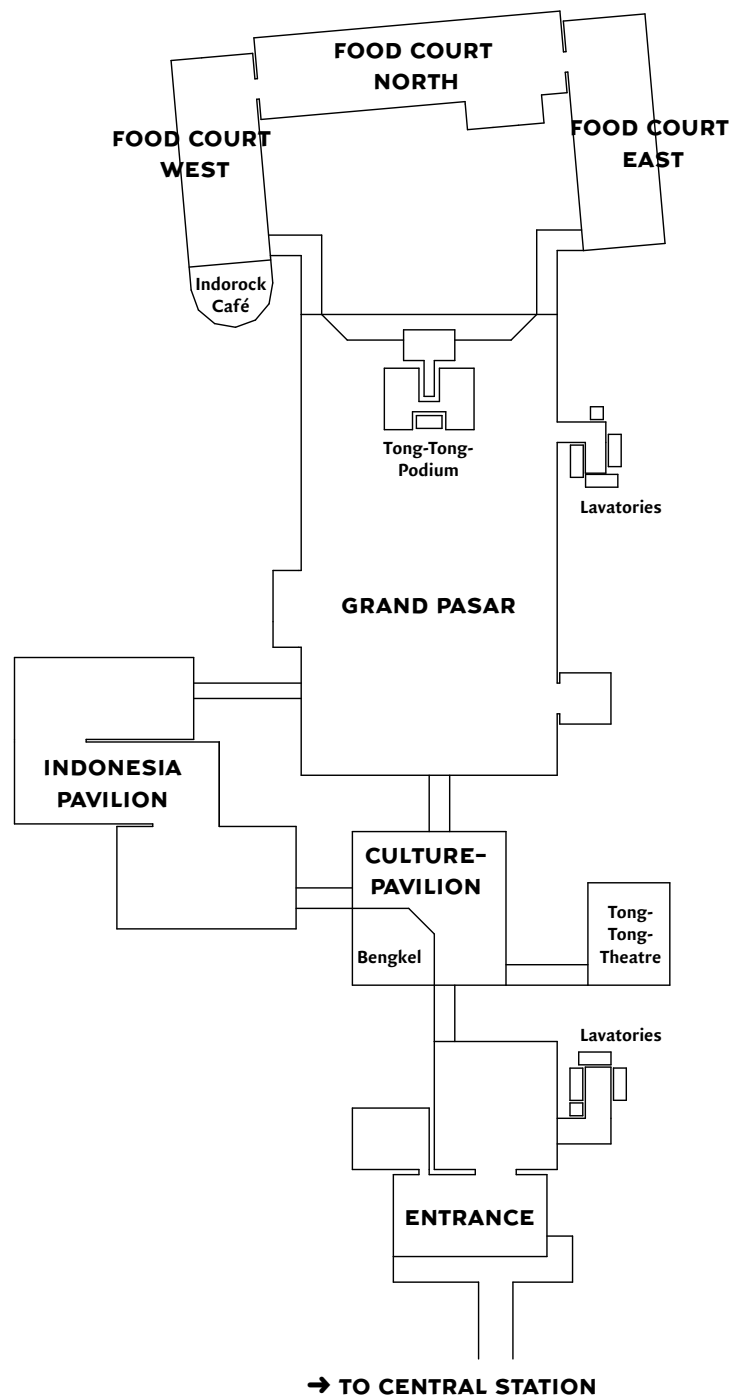 FOOD COURT
NORTH
FOOD COURT
WEST
FOOD COURT
EAST
Indorock
Café
Tong-Tong-
Podium
Lavatories
GRAND PASAR
INDONESIA
PAVILION
CULTURE-
PAVILION
Bengkel
Tong-
Tong-
Theatre
Lavatories
ENTRANCE
➔ TO CENTRAL STATION